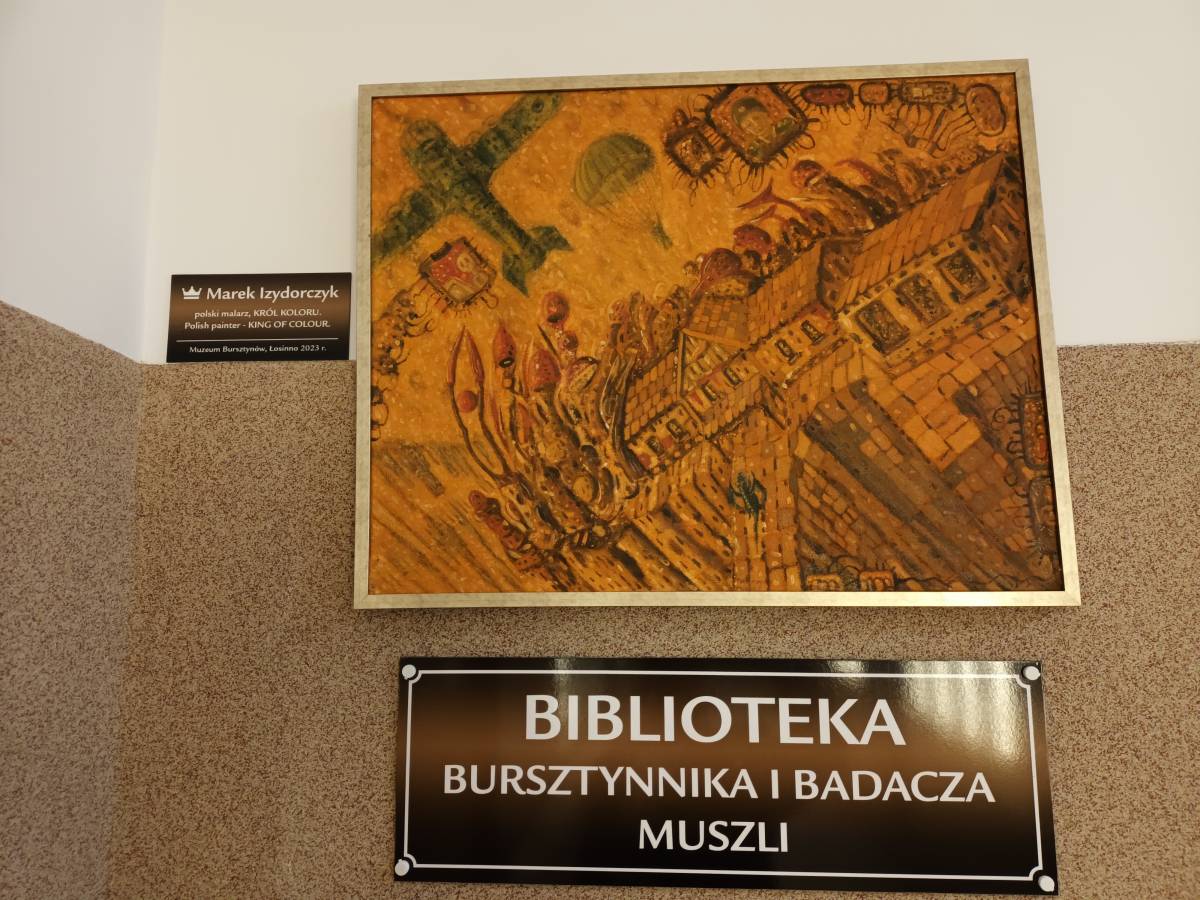 Marek Izydorczyk
polski malarz, KRÓL KOLORU.
Polish painter - KING OF COLOUR.
Muzeum Bursztynów, Łosinno 2023 r.
BIBLIOTEKA
BURSZTYNNIKA I BADACZA
MUSZLI